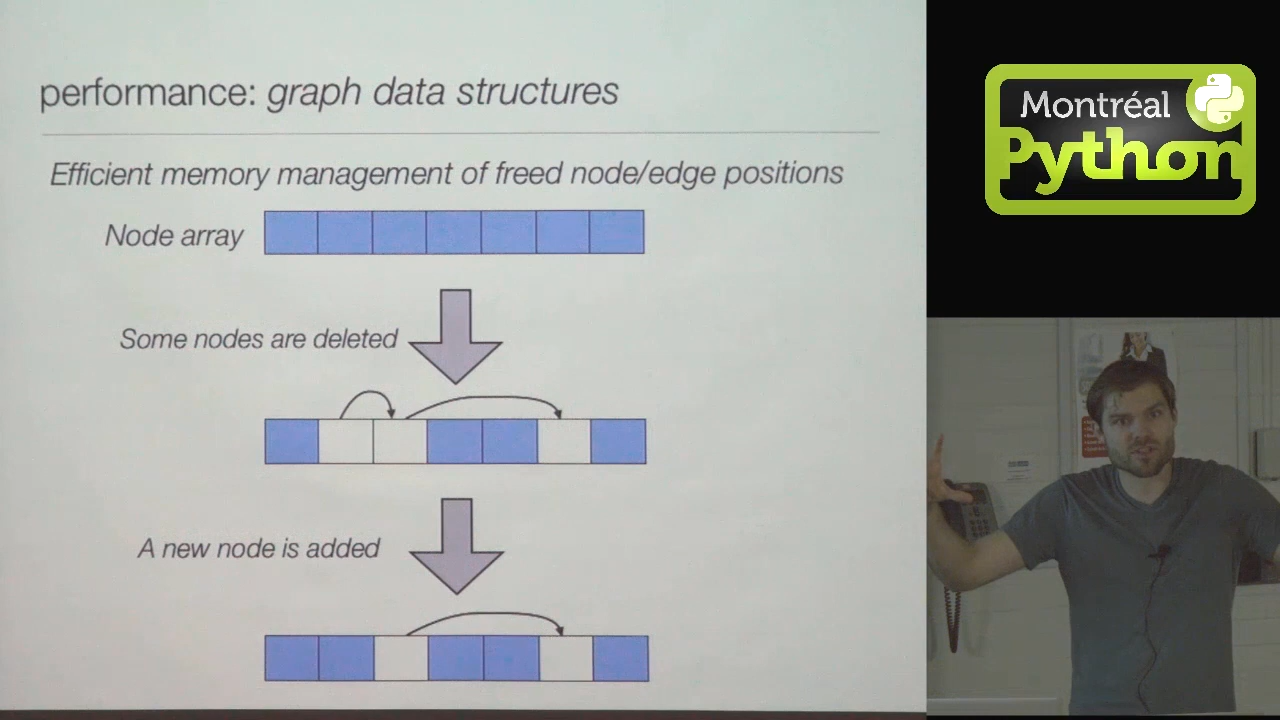 performance: graph data structures
Efficient memory management of freed node/edge positions
Node array
Some nodes are deleted
A new node is added
Montréal
Python